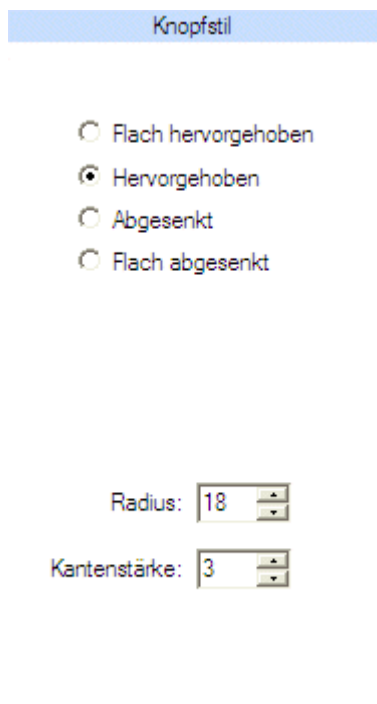 Knopfstil
Flach hervorgehoben
Hervorgehoben
Abgesenkt
Flach abgesenkt
Radius: 18
Kantenstärke: 3